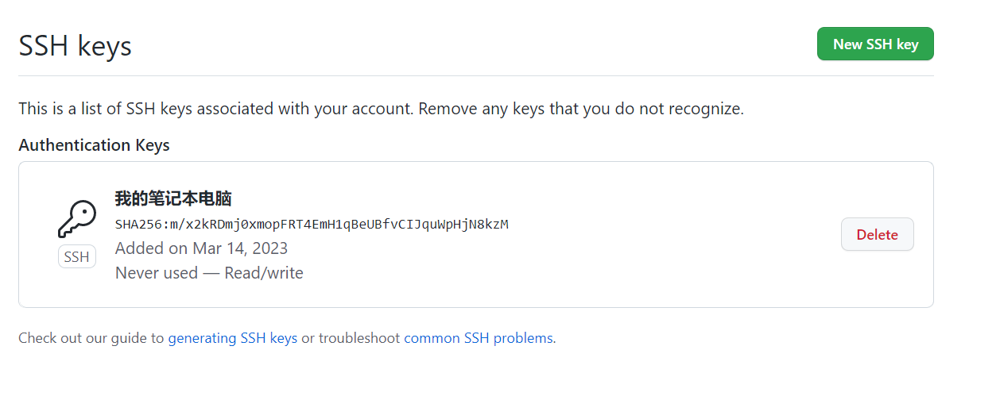 SSH keys
New SSH key
This is a list of SSH keys associated with your account. Remove any keys that you do not recognize.
Authentication Keys
我的笔记本电脑
SHA256:m/x2kRDmj0xmopFRT4EmH1qBeUBfvCIJquWpHjN8kzM
Added on Mar 14, 2023
Never used — Read/write
SSH
Delete
Check out our guide to generating SSH keys or troubleshoot common SSH problems.